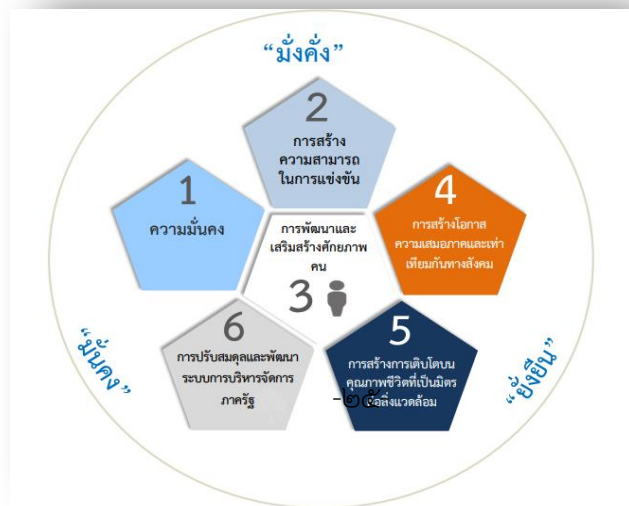 “มั่งคั่ง”
2
การสร้าง
ความสามารถ
ในการแข่งขัน
1
ความมั่นคง
4
การสร้างโอกาส
ความเสมอภาคและเท่า
เทียมกันทางสังคม
การพัฒนาและ
เสริมสร้างศักยภาพ
คน
3
6
การปรับสมดุลและพัฒนา
ระบบการบริหารจัดการ
ภาครัฐ
5
การสร้างการเติบโตบน
คุณภาพชีวิตที่เป็นมิตร
ต่อสิ่งแวดล้อม
-๒๕-
“มั่นคง”
“ยั่งยืน”